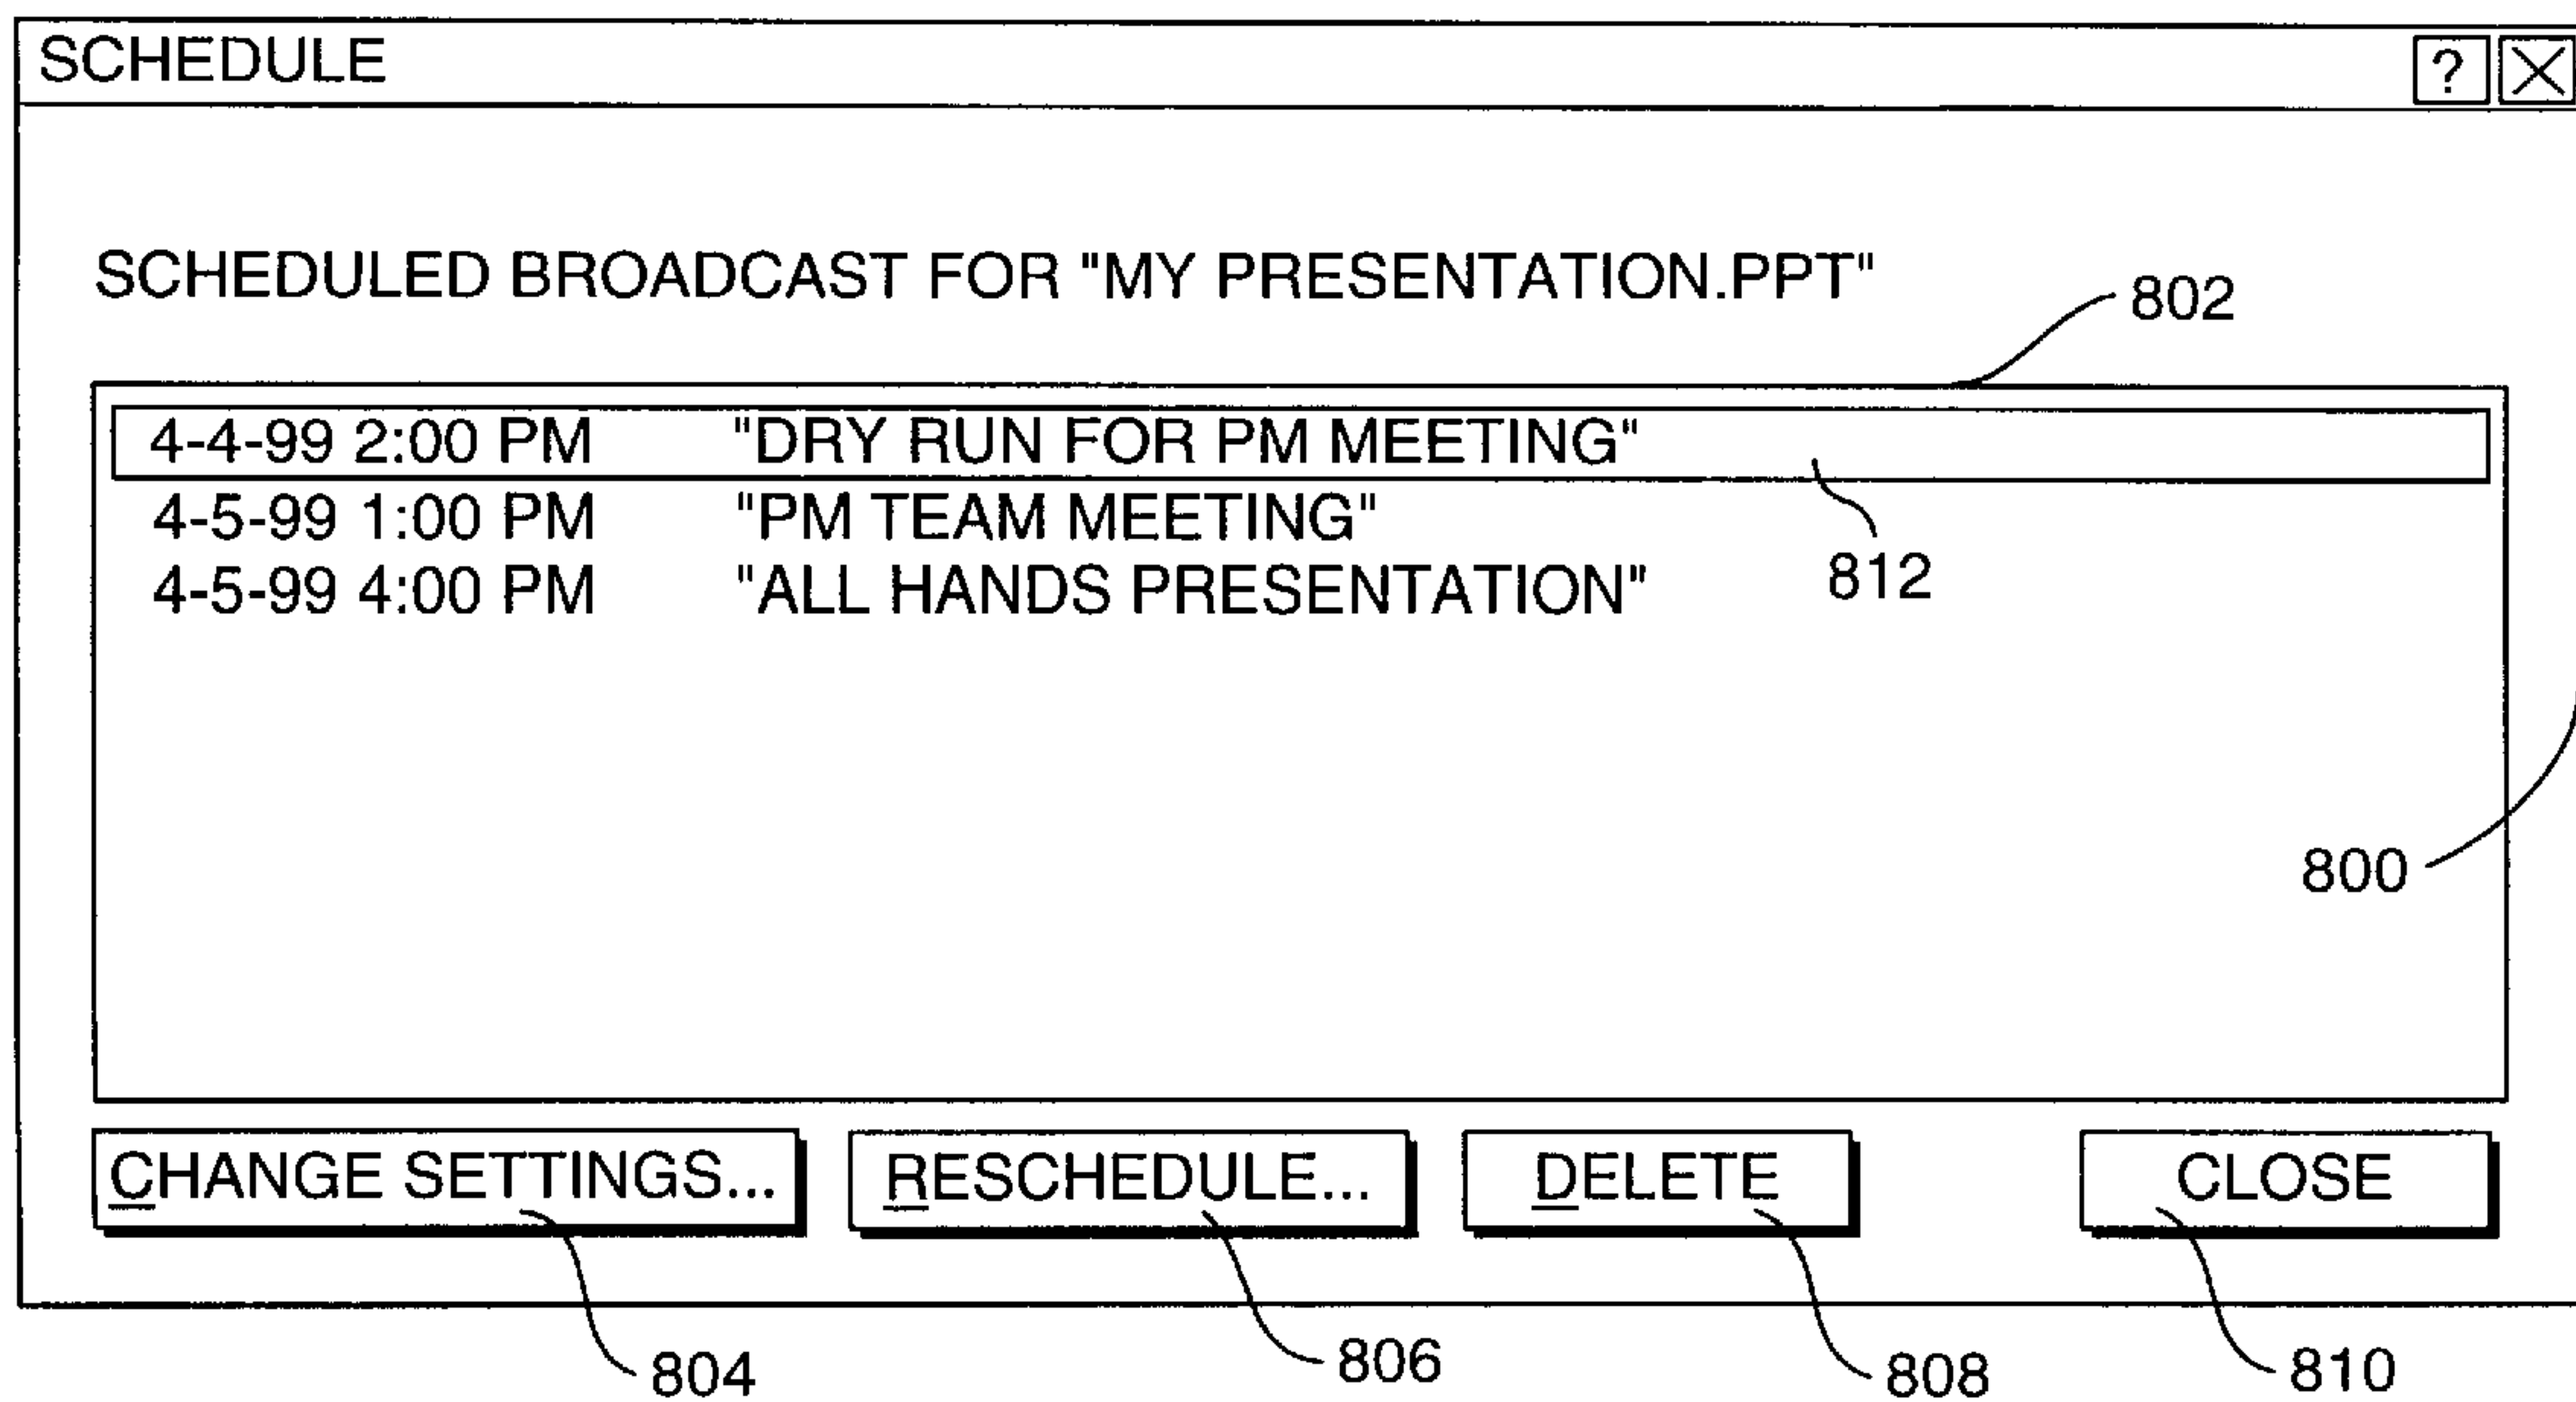 SCHEDULE ?
SCHEDULED BROADCAST FOR "MY PRESENTATION.PPT"
802
4-4-99 2:00 PM "DRY RUN FOR PM MEETING"
4-5-99 1:00 PM "PM TEAM MEETING"
812
4-5-99 4:00 PM "ALL HANDS PRESENTATION"
800
CHANGE SETTINGS... RESCHEDULE... DELETE CLOSE
804 806 808 810